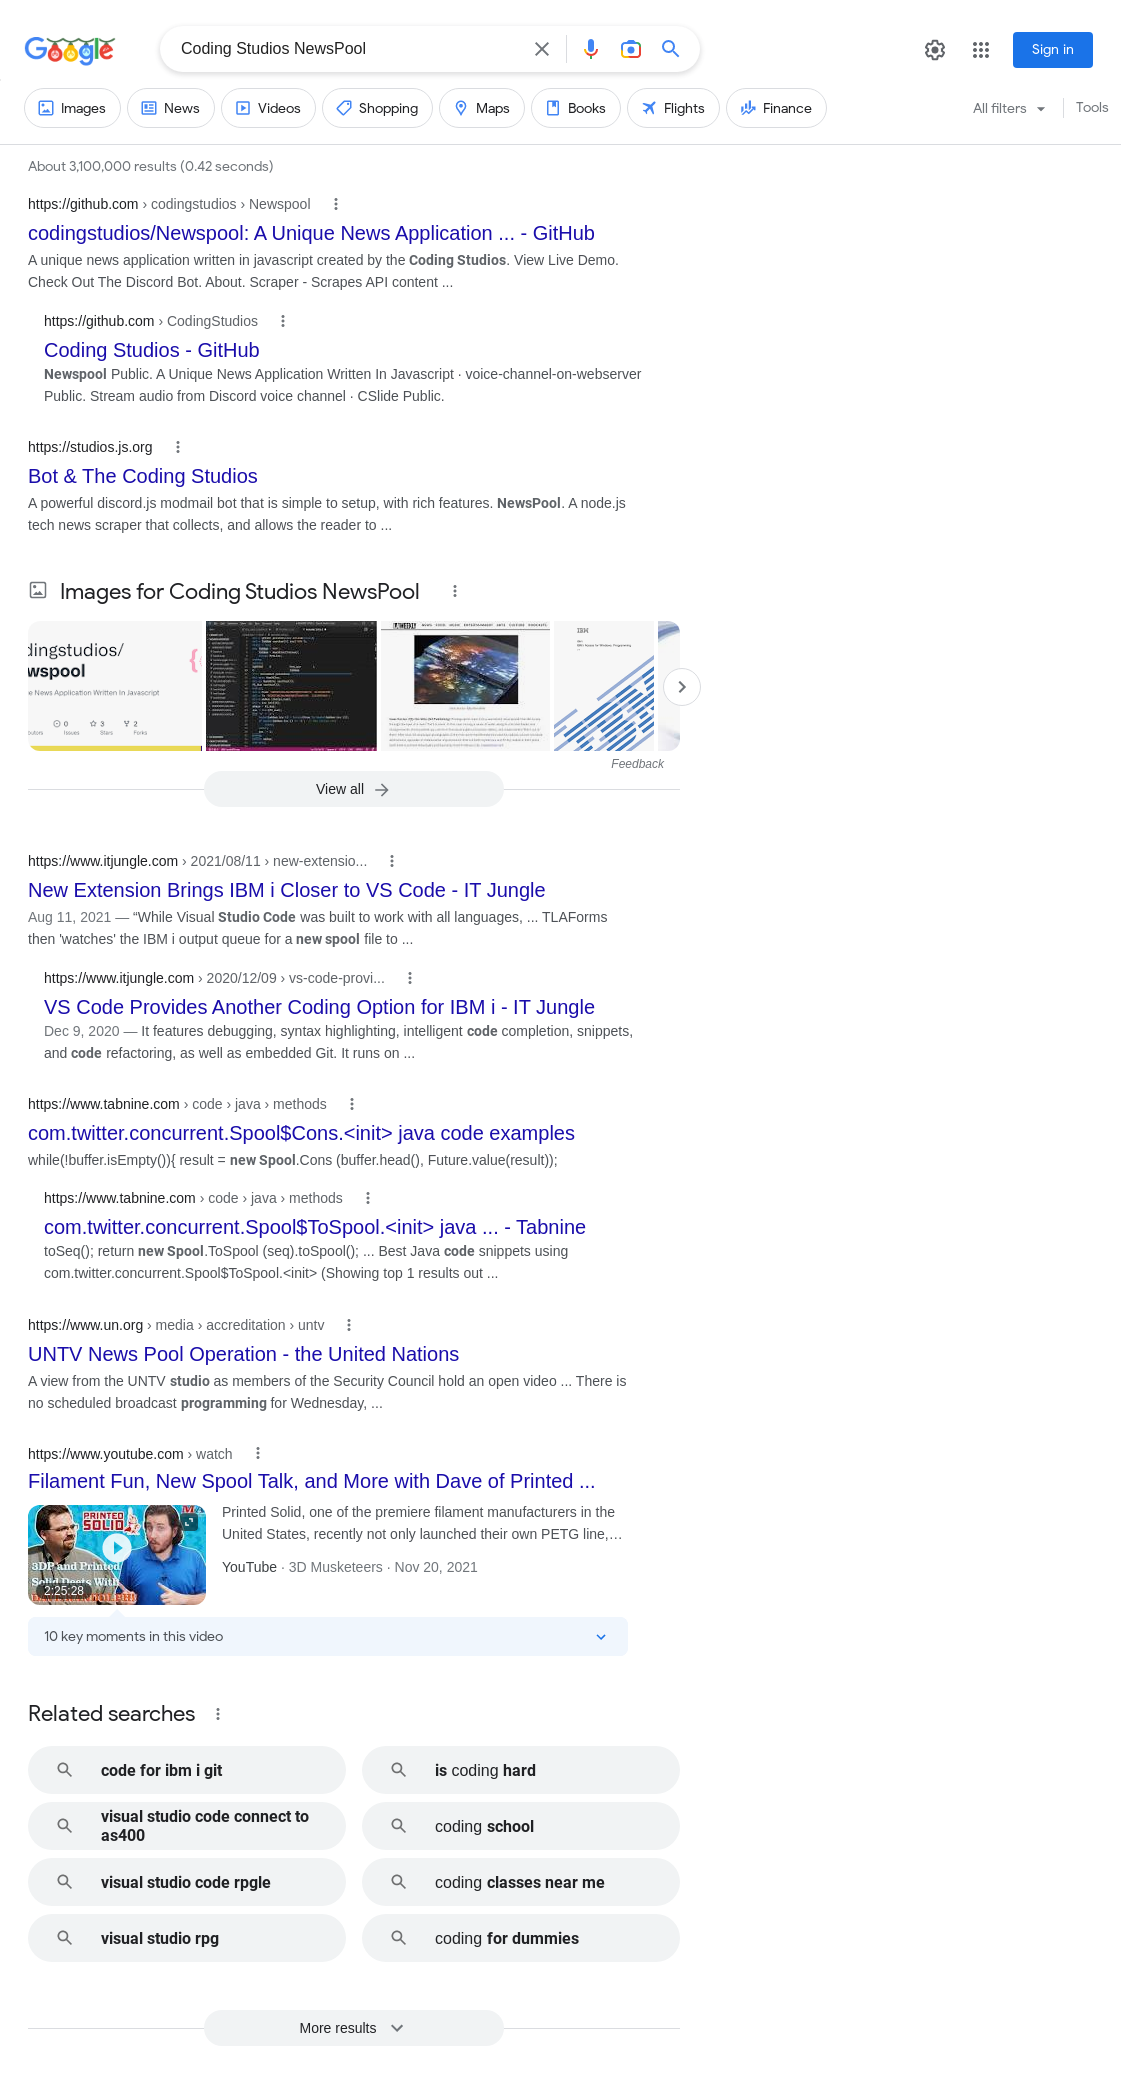 Google
Coding Studios NewsPool
Sign in
Images
News
Videos
Shopping
Maps
Books
Flights
Finance
All filters
Tools
About 3,100,000 results (0.42 seconds)
https://github.com › codingstudios › Newspool
codingstudios/Newspool: A Unique News Application ... - GitHub
A unique news application written in javascript created by the Coding Studios. View Live Demo.
Check Out The Discord Bot. About. Scraper - Scrapes API content ...
https://github.com › CodingStudios
Coding Studios - GitHub
Newspool Public. A Unique News Application Written In Javascript · voice-channel-on-webserver
Public. Stream audio from Discord voice channel · CSlide Public.
https://studios.js.org
Bot & The Coding Studios
A powerful discord.js modmail bot that is simple to setup, with rich features. NewsPool. A node.js
tech news scraper that collects, and allows the reader to ...
Images for Coding Studios NewsPool
dingstudios/
wspool
e News Application Written In Javascript
0
3
2
Issues
Stars
Forks
WEEKLY
IBM
Feedback
View all
https://www.itjungle.com › 2021/08/11 › new-extensio...
New Extension Brings IBM i Closer to VS Code - IT Jungle
Aug 11, 2021 — “While Visual Studio Code was built to work with all languages, ... TLAForms
then 'watches' the IBM i output queue for a new spool file to ...
https://www.itjungle.com › 2020/12/09 › vs-code-provi...
VS Code Provides Another Coding Option for IBM i - IT Jungle
Dec 9, 2020 — It features debugging, syntax highlighting, intelligent code completion, snippets,
and code refactoring, as well as embedded Git. It runs on ...
https://www.tabnine.com › code › java › methods
com.twitter.concurrent.Spool$Cons.<init> java code examples
while(!buffer.isEmpty()){ result = new Spool.Cons (buffer.head(), Future.value(result));
https://www.tabnine.com › code › java › methods
com.twitter.concurrent.Spool$ToSpool.<init> java ... - Tabnine
toSeq(); return new Spool.ToSpool (seq).toSpool(); ... Best Java code snippets using
com.twitter.concurrent.Spool$ToSpool.<init> (Showing top 1 results out ...
https://www.un.org › media › accreditation › untv
UNTV News Pool Operation - the United Nations
A view from the UNTV studio as members of the Security Council hold an open video ... There is
no scheduled broadcast programming for Wednesday, ...
https://www.youtube.com › watch
Filament Fun, New Spool Talk, and More with Dave of Printed ...
PRINTED
SOLID
3DP and Printed
Solid Deets With
2:25:28
Printed Solid, one of the premiere filament manufacturers in the
United States, recently not only launched their own PETG line,...
YouTube · 3D Musketeers · Nov 20, 2021
10 key moments in this video
Related searches
code for ibm i git
is coding hard
visual studio code connect to
as400
coding school
visual studio code rpgle
coding classes near me
visual studio rpg
coding for dummies
More results